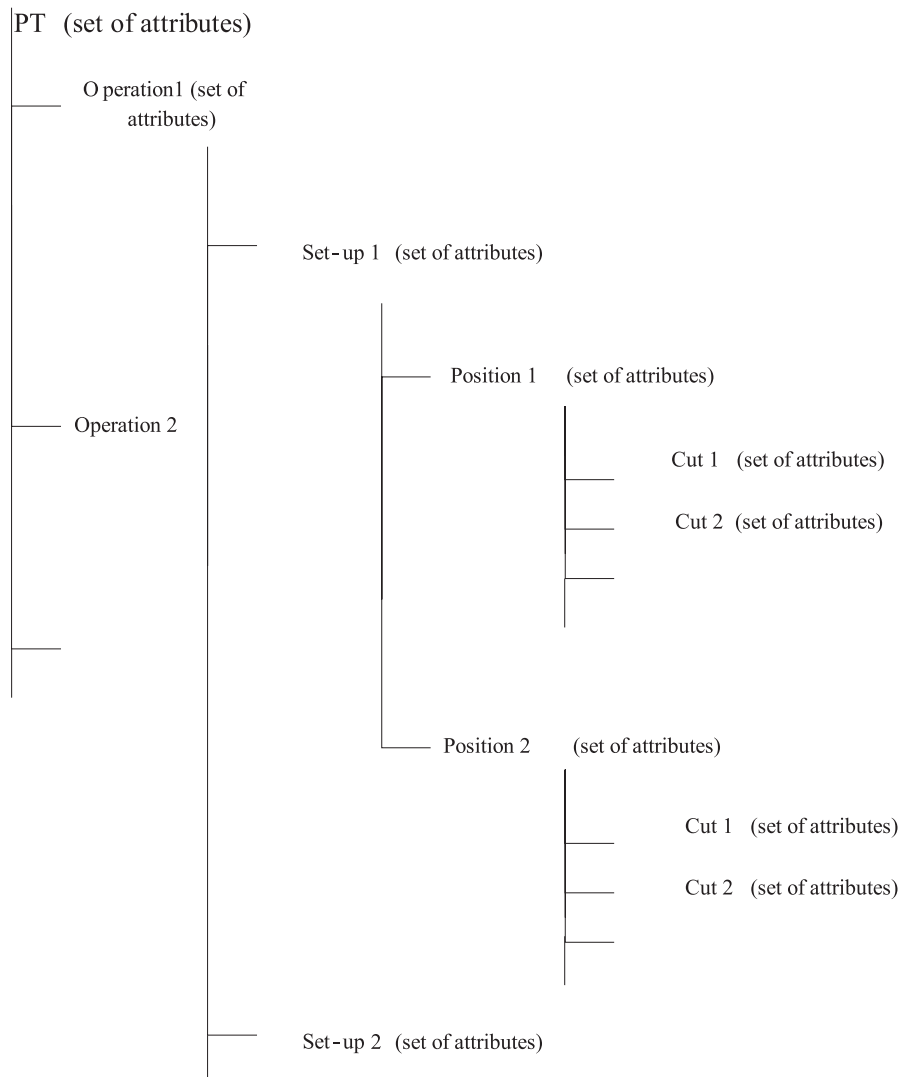 PT (set of attributes)
O peration1 (set of
attributes)
Set-up 1 (set of attributes)
Position 1 (set of attributes)
Operation 2
Cut 1 (set of attributes)
Cut 2 (set of attributes)
Position 2 (set of attributes)
Cut 1 (set of attributes)
Cut 2 (set of attributes)
Set-up 2 (set of attributes)